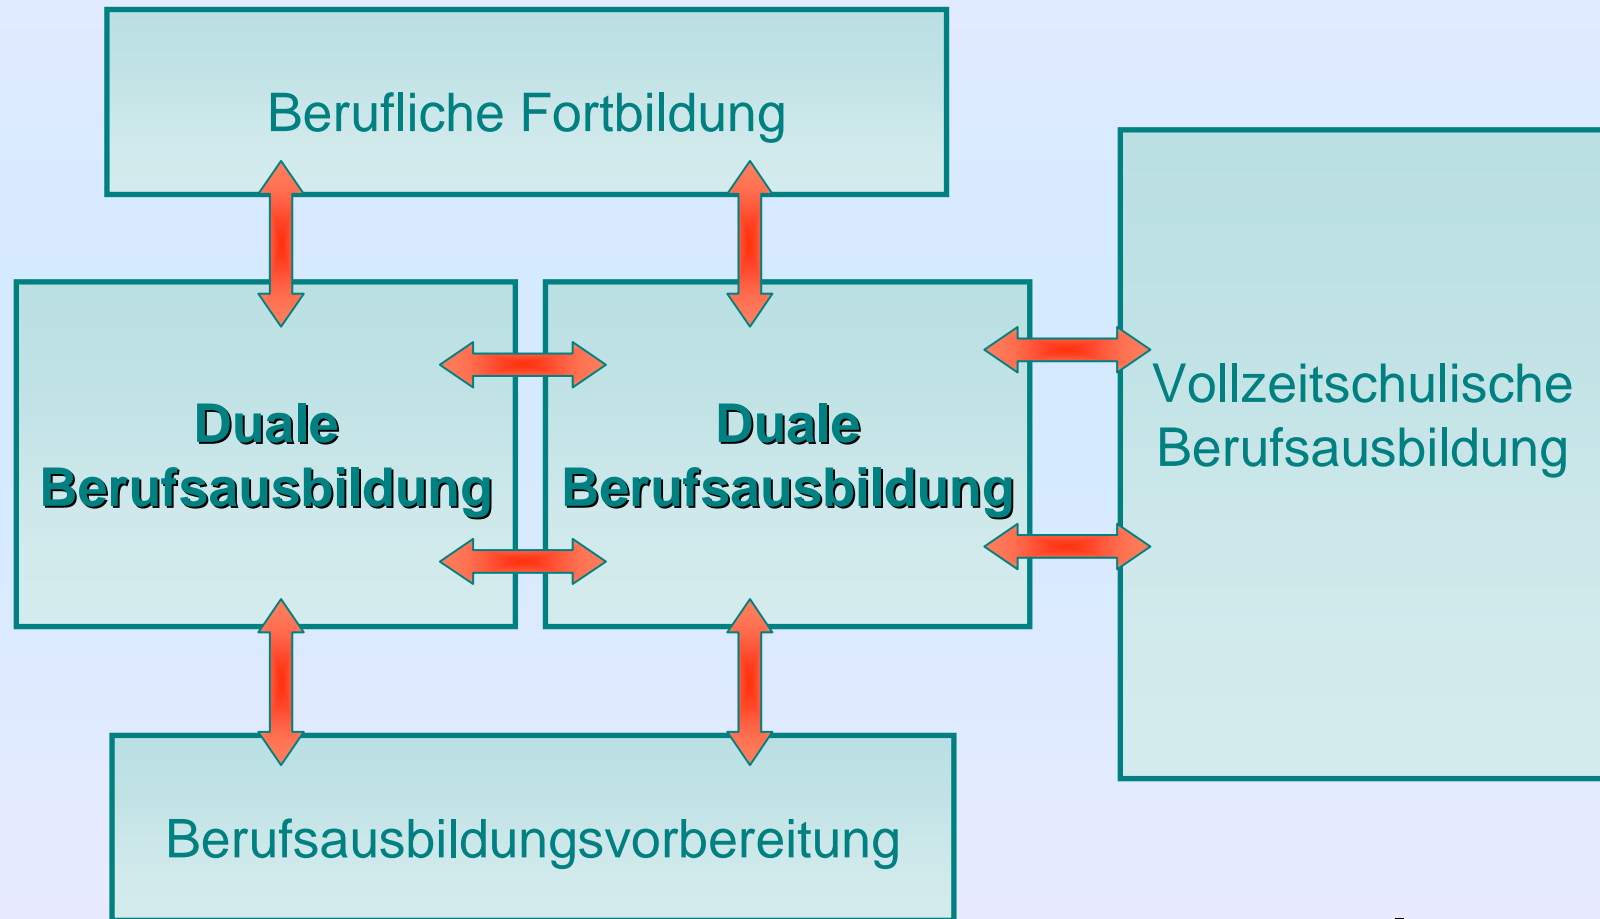 Berufliche Fortbildung
Duale
Berufsausbildung
Duale
Berufsausbildung
Vollzeitschulische
Berufsausbildung
Berufsausbildungsvorbereitung